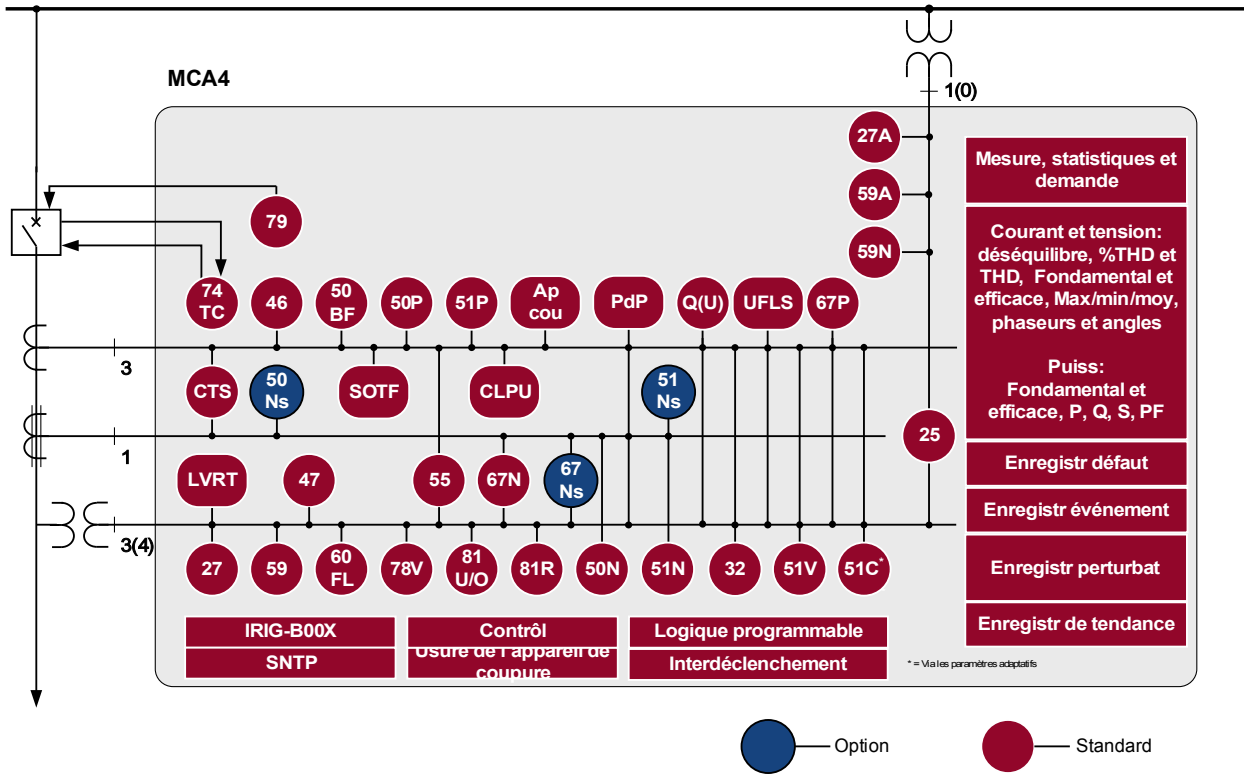 MCA4
1(0)
27A
59A
59N
79
74
TC
46
50
BF
50P
51P
Ap
cou
PdP
Q(U)
UFLS
67P
3
CTS
50
Ns
SOTF
CLPU
51
Ns
25
1
LVRT
47
55
67N
67
Ns
3(4)
27
59
60
FL
78V
81
U/O
81R
50N
51N
32
51V
51C*
Mesure, statistiques et
demande
Courant et tension:
déséquilibre, %THD et
THD, Fondamental et
efficace, Max/min/moy,
phaseurs et angles
Puiss:
Fondamental et
efficace, P, Q, S, PF
Enregistr défaut
Enregistr événement
Enregistr perturbat
Enregistr de tendance
IRIG-B00X
SNTP
Contrôl
Usure de l'appareil de
coupure
Logique programmable
Interdéclenchement
* = Via les paramètres adaptatifs
Option
Standard